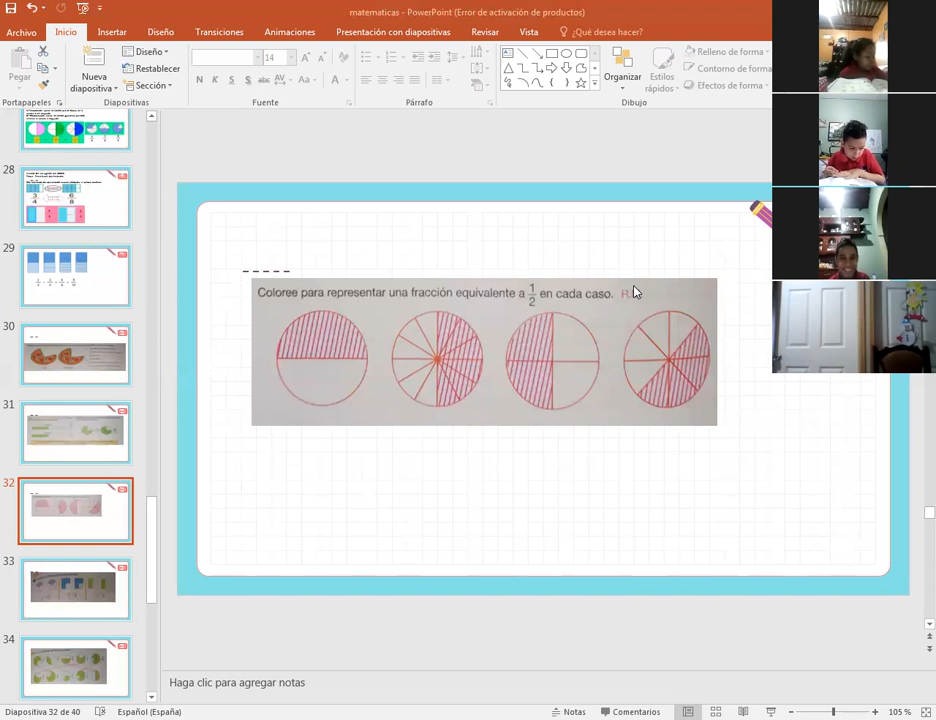 matematicas - PowerPoint (Error de activación de productos)
Archivo Inicio Insertar Diseño Transiciones Animaciones Presentación con diapositivas Revisar Vista ¿Qué desea hacer?
Pegar
Nueva diapositiva
Diseño
Restablecer
Sección
14
N K S S abc AV Aa A
Organizar
Estilos rápidos
Relleno de forma
Contorno de forma
Efectos de forma
Portapapeles Diapositivas Fuente Párrafo Dibujo
28
29
30
31
32
33
34
Coloree para representar una fracción equivalente a 1/2 en cada caso. R.
Haga clic para agregar notas
Diapositiva 32 de 40 Español (España) Notas Comentarios 105 %